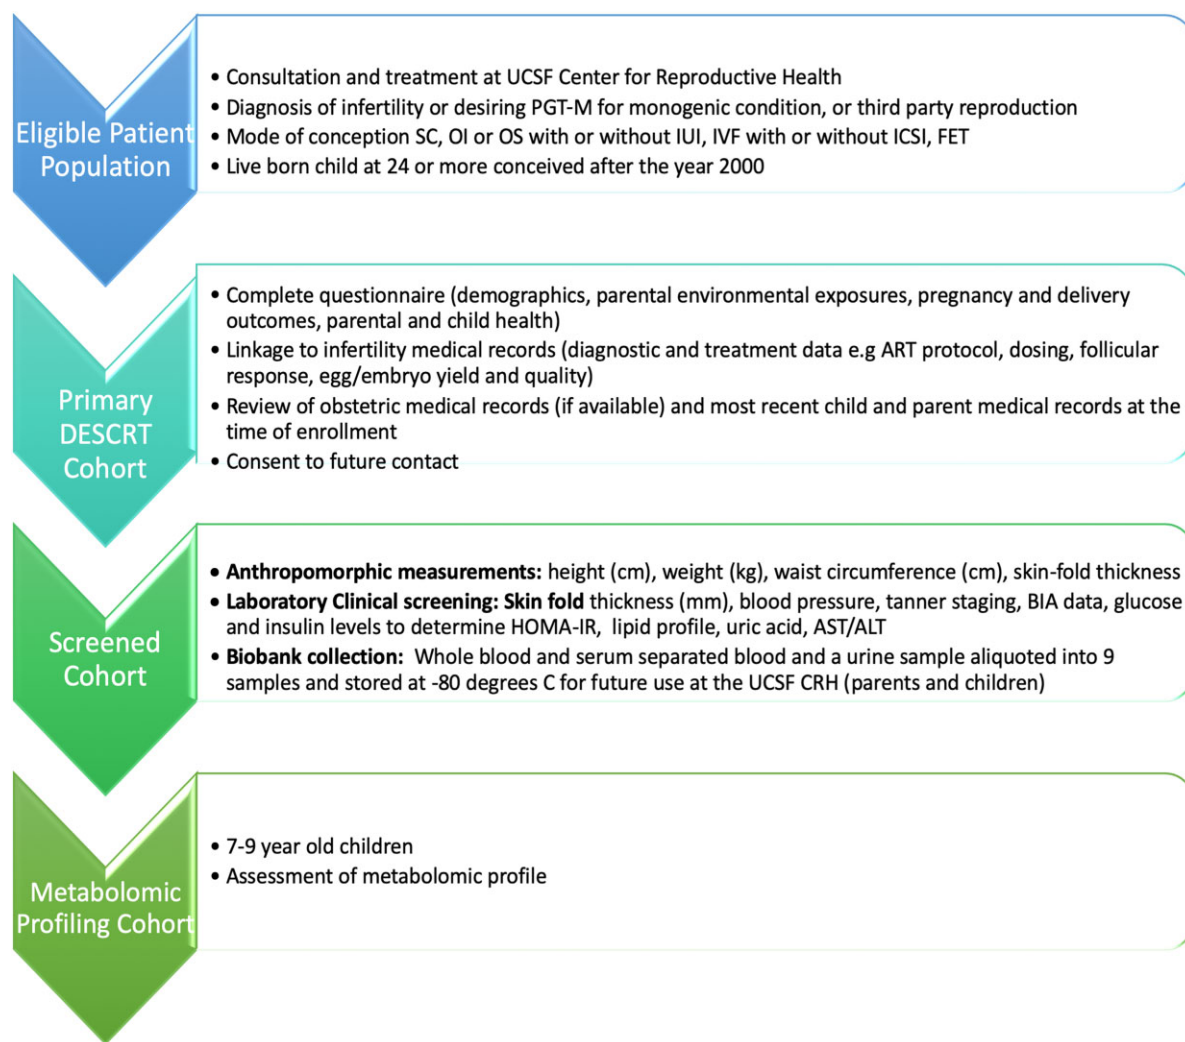 Eligible Patient
Population
• Consultation and treatment at UCSF Center for Reproductive Health
• Diagnosis of infertility or desiring PGT-M for monogenic condition, or third party reproduction
• Mode of conception SC, OI or OS with or without IUI, IVF with or without ICSI, FET
• Live born child at 24 or more conceived after the year 2000
Primary
DESCRT
Cohort
• Complete questionnaire (demographics, parental environmental exposures, pregnancy and delivery
outcomes, parental and child health)
• Linkage to infertility medical records (diagnostic and treatment data e.g ART protocol, dosing, follicular
response, egg/embryo yield and quality)
• Review of obstetric medical records (if available) and most recent child and parent medical records at the
time of enrollment
• Consent to future contact
Screened
Cohort
• Anthropomorphic measurements: height (cm), weight (kg), waist circumference (cm), skin-fold thickness
• Laboratory Clinical screening: Skin fold thickness (mm), blood pressure, tanner staging, BIA data, glucose
and insulin levels to determine HOMA-IR, lipid profile, uric acid, AST/ALT
• Biobank collection: Whole blood and serum separated blood and a urine sample aliquoted into 9
samples and stored at -80 degrees C for future use at the UCSF CRH (parents and children)
Metabolomic
Profiling Cohort
• 7-9 year old children
• Assessment of metabolomic profile